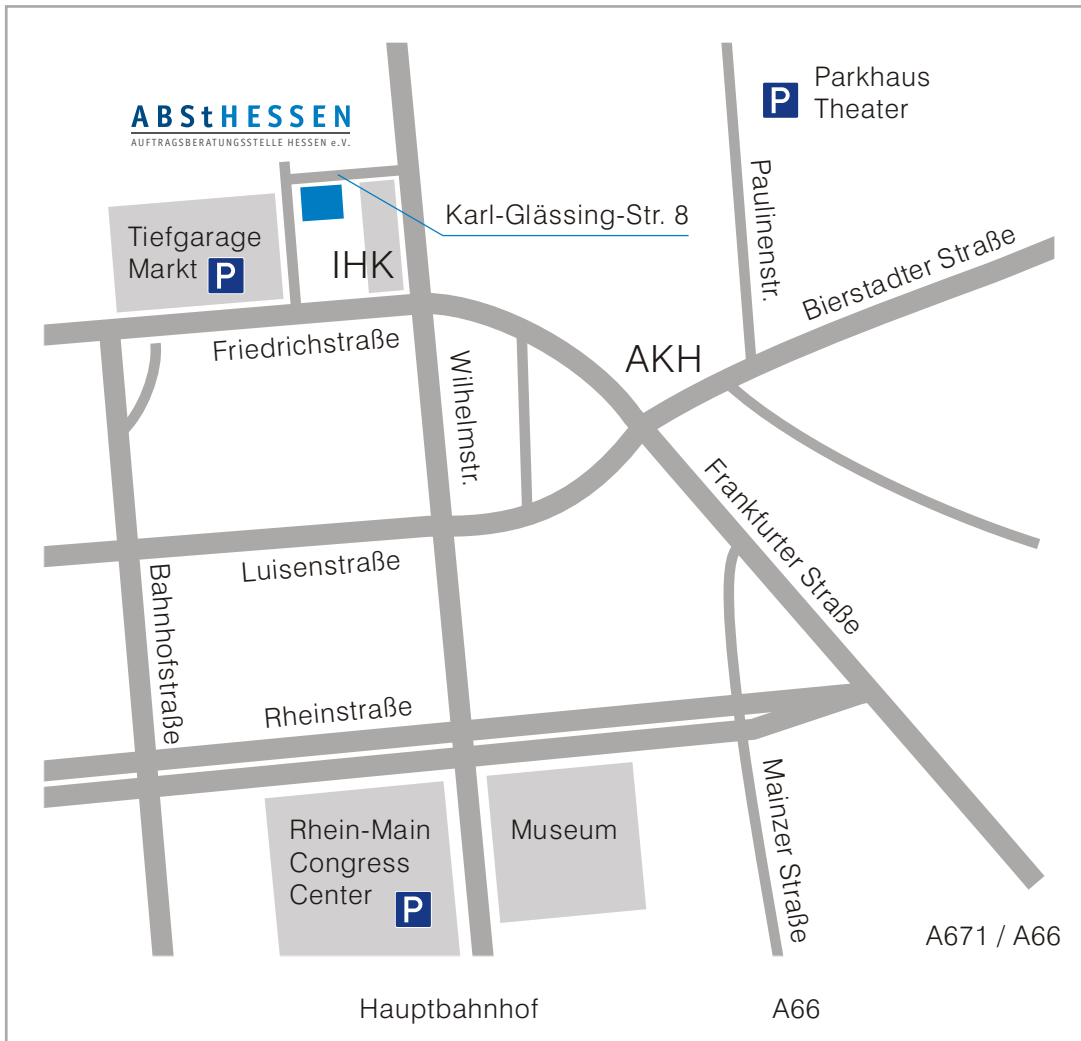 ABStHESSEN
AUFTRAGSBERATUNGSSTELLE HESSEN e.V.
P
Parkhaus
Theater
Karl-Glässing-Str. 8
Tiefgarage
Markt P
IHK
Paulinenstr.
Bierstadter Straße
Friedrichstraße
AKH
Wilhelmstr.
Frankfurter Straße
Luisenstraße
Bahnhofstraße
Rheinstraße
Rhein-Main
Congress
Center P
Museum
Mainzer Straße
A671 / A66
Hauptbahnhof
A66